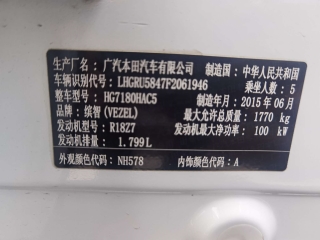 生产厂名: 广汽本田汽车有限公司 制造国: 中华人民共和国
车辆识别代号: LHGRU5847F2061946 乘坐人数: 5
整车型号: HG7180HAC5 制造年月: 2015年06月
品牌: 缤智 (VEZEL) 最大允许总质量: 1770 kg
发动机型号: R18Z7 发动机最大净功率: 100 kW
发动机排量: 1.799L
外观颜色代码: NH578 内饰颜色代码: A